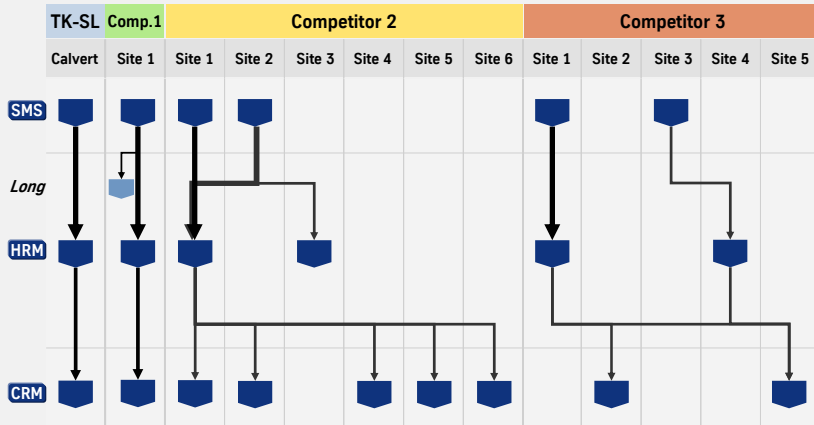 TK-SL Comp.1 Competitor 2 Competitor 3
Calvert Site 1 Site 1 Site 2 Site 3 Site 4 Site 5 Site 6 Site 1 Site 2 Site 3 Site 4 Site 5
SMS
Long
HRM
CRM